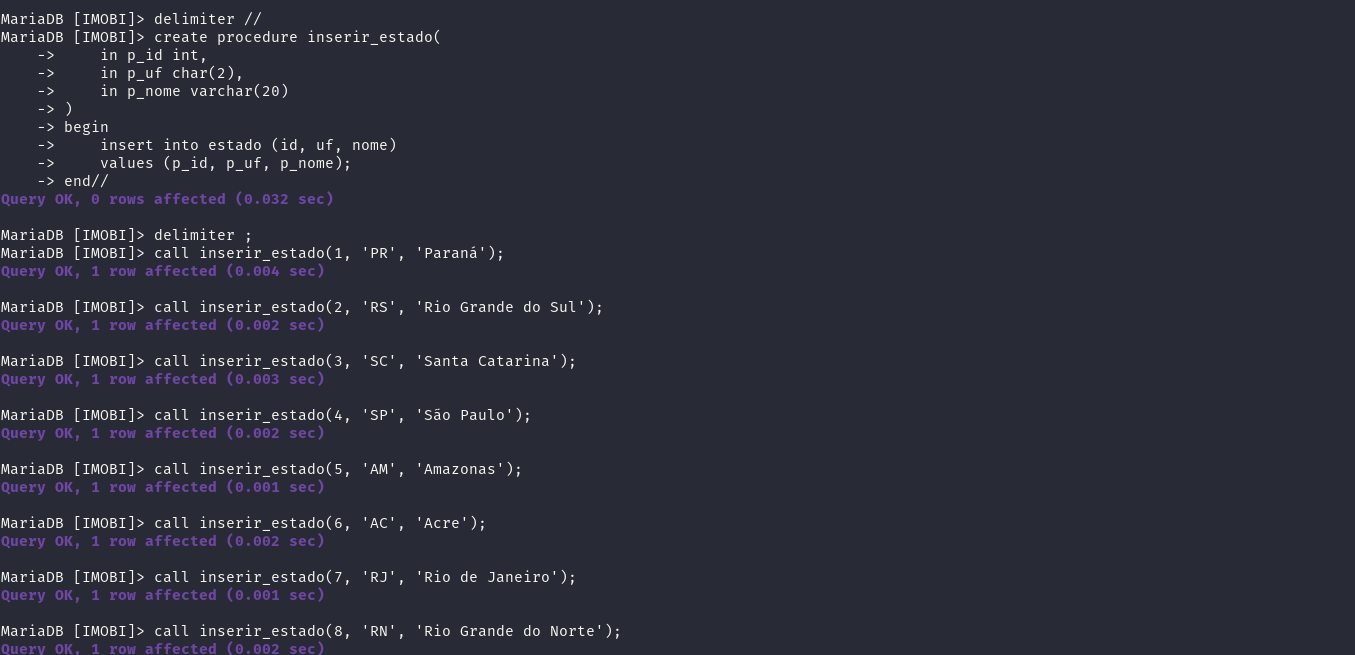 MariaDB [IMOBI]> delimiter //
MariaDB [IMOBI]> create procedure inserir_estado(
    ->     in p_id int,
    ->     in p_uf char(2),
    ->     in p_nome varchar(20)
    -> )
    -> begin
    ->     insert into estado (id, uf, nome)
    ->     values (p_id, p_uf, p_nome);
    -> end//
Query OK, 0 rows affected (0.032 sec)

MariaDB [IMOBI]> delimiter ;
MariaDB [IMOBI]> call inserir_estado(1, 'PR', 'Paraná');
Query OK, 1 row affected (0.004 sec)

MariaDB [IMOBI]> call inserir_estado(2, 'RS', 'Rio Grande do Sul');
Query OK, 1 row affected (0.002 sec)

MariaDB [IMOBI]> call inserir_estado(3, 'SC', 'Santa Catarina');
Query OK, 1 row affected (0.003 sec)

MariaDB [IMOBI]> call inserir_estado(4, 'SP', 'São Paulo');
Query OK, 1 row affected (0.002 sec)

MariaDB [IMOBI]> call inserir_estado(5, 'AM', 'Amazonas');
Query OK, 1 row affected (0.001 sec)

MariaDB [IMOBI]> call inserir_estado(6, 'AC', 'Acre');
Query OK, 1 row affected (0.002 sec)

MariaDB [IMOBI]> call inserir_estado(7, 'RJ', 'Rio de Janeiro');
Query OK, 1 row affected (0.001 sec)

MariaDB [IMOBI]> call inserir_estado(8, 'RN', 'Rio Grande do Norte');
Query OK, 1 row affected (0.002 sec)